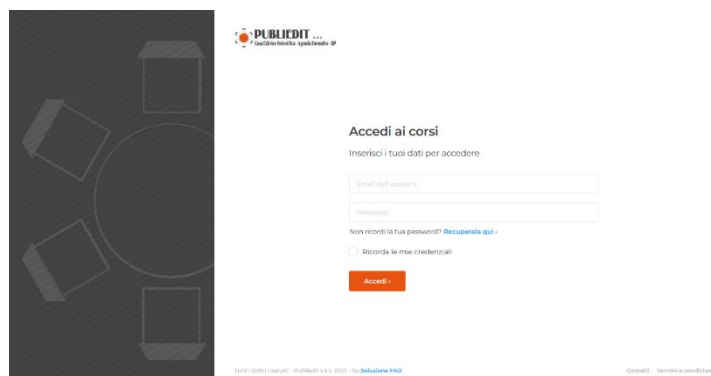 PUBLIEDIT
Accedi ai corsi
Inserisci i tuoi dati per accedere
Email dell'account
Password
Non ricordi la tua password? Recuperala qui ›
Ricorda le mie credenziali
Accedi ›
Tutti i diritti riservati - Publiedit s.a.s. 2023 - by Soluzione FAD
Contatti Termini e condizioni